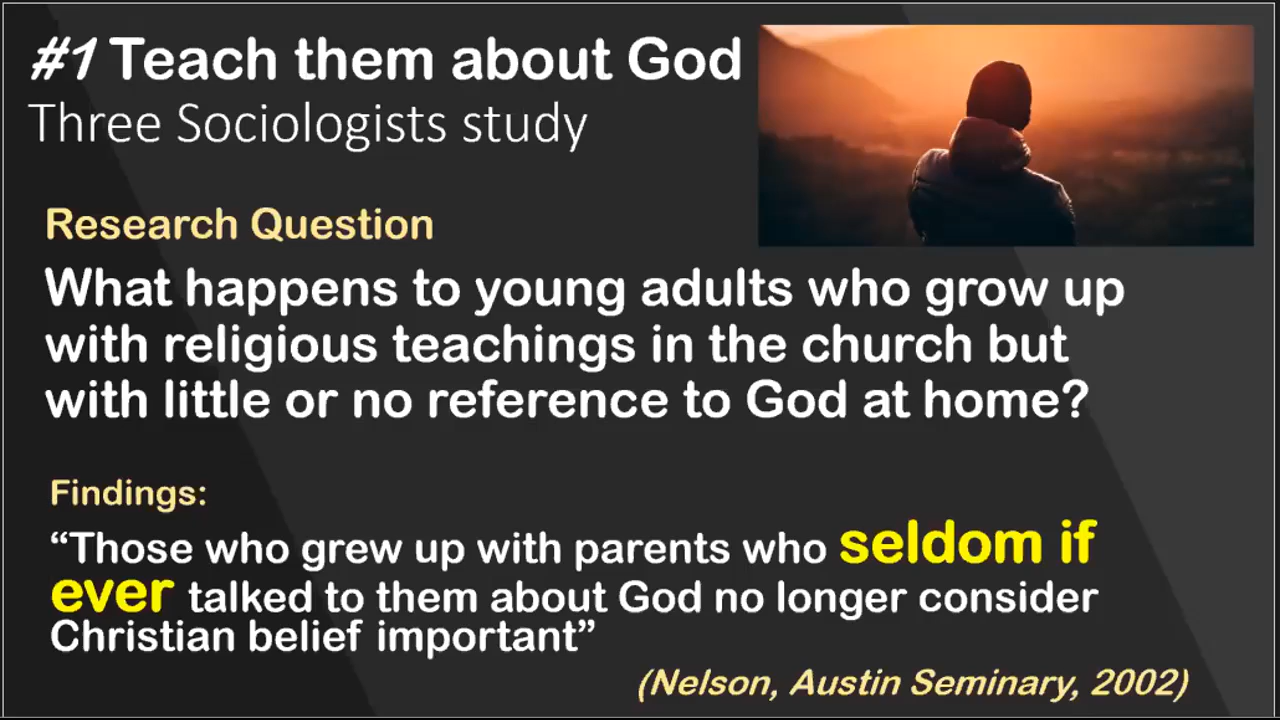 #1 Teach them about God
Three Sociologists study
Research Question
What happens to young adults who grow up
with religious teachings in the church but
with little or no reference to God at home?
Findings:
“Those who grew up with parents who seldom if
ever talked to them about God no longer consider
Christian belief important”
(Nelson, Austin Seminary, 2002)